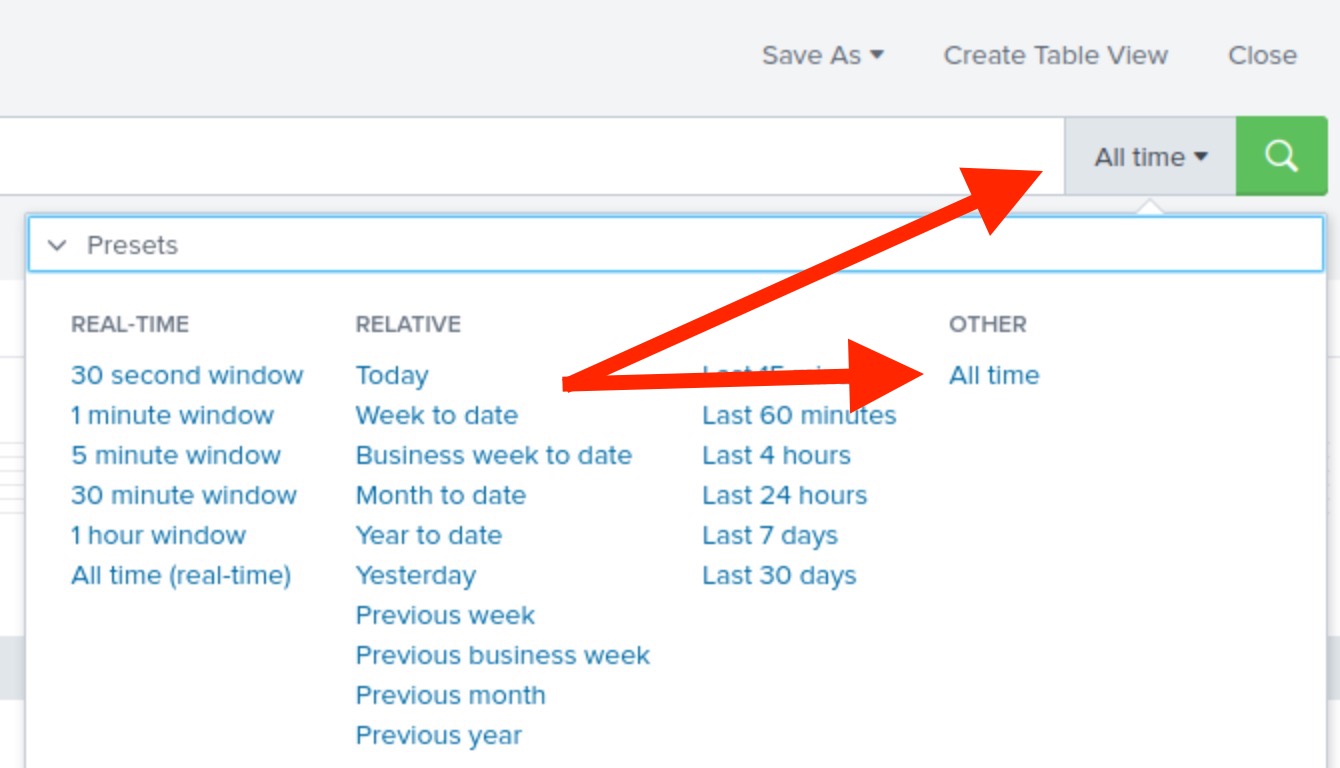 Save As
Create Table View
Close
All time
Presets
REAL-TIME
30 second window
1 minute window
5 minute window
30 minute window
1 hour window
All time (real-time)
RELATIVE
Today
Week to date
Business week to date
Month to date
Year to date
Yesterday
Previous week
Previous business week
Previous month
Previous year
Last 15
Last 60 minutes
Last 4 hours
Last 24 hours
Last 7 days
Last 30 days
OTHER
All time